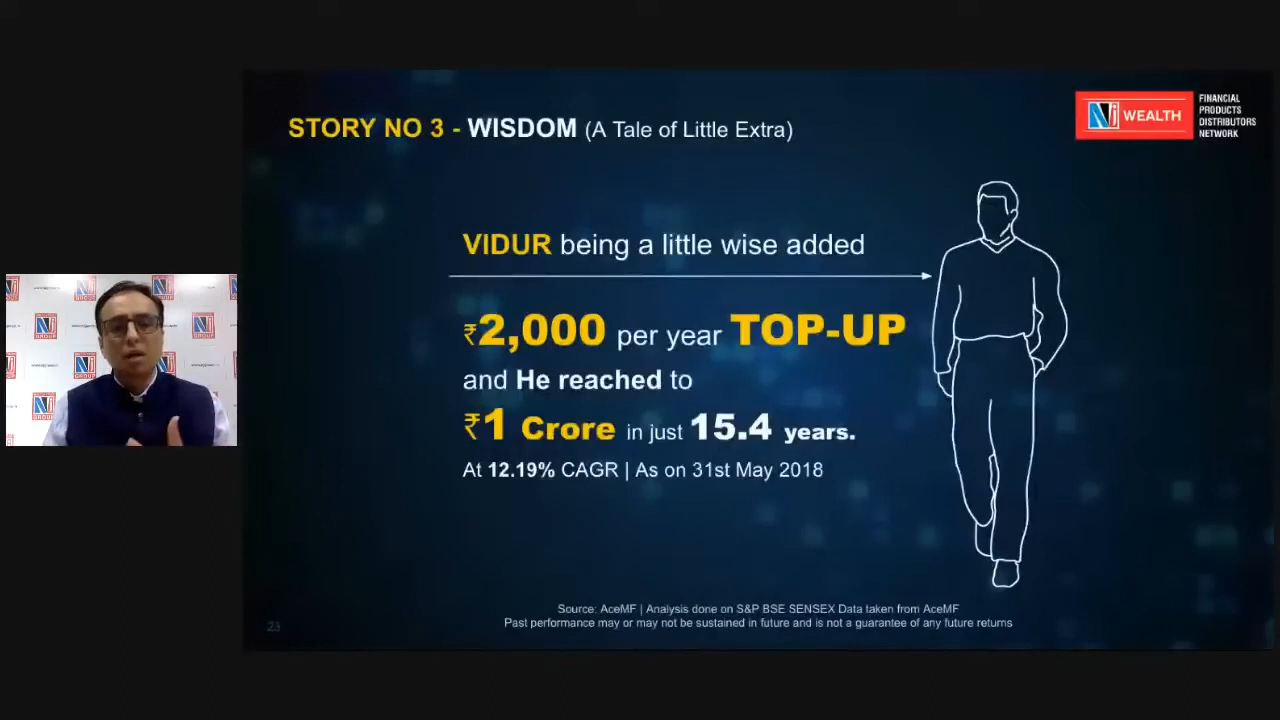 STORY NO 3 - WISDOM (A Tale of Little Extra)
Nj WEALTH
FINANCIAL
PRODUCTS
DISTRIBUTORS
NETWORK
VIDUR being a little wise added
₹2,000 per year TOP-UP
and He reached to
₹1 Crore in just 15.4 years.
At 12.19% CAGR | As on 31st May 2018
Source: AceMF | Analysis done on S&P BSE SENSEX Data taken from AceMF
Past performance may or may not be sustained in future and is not a guarantee of any future returns
23